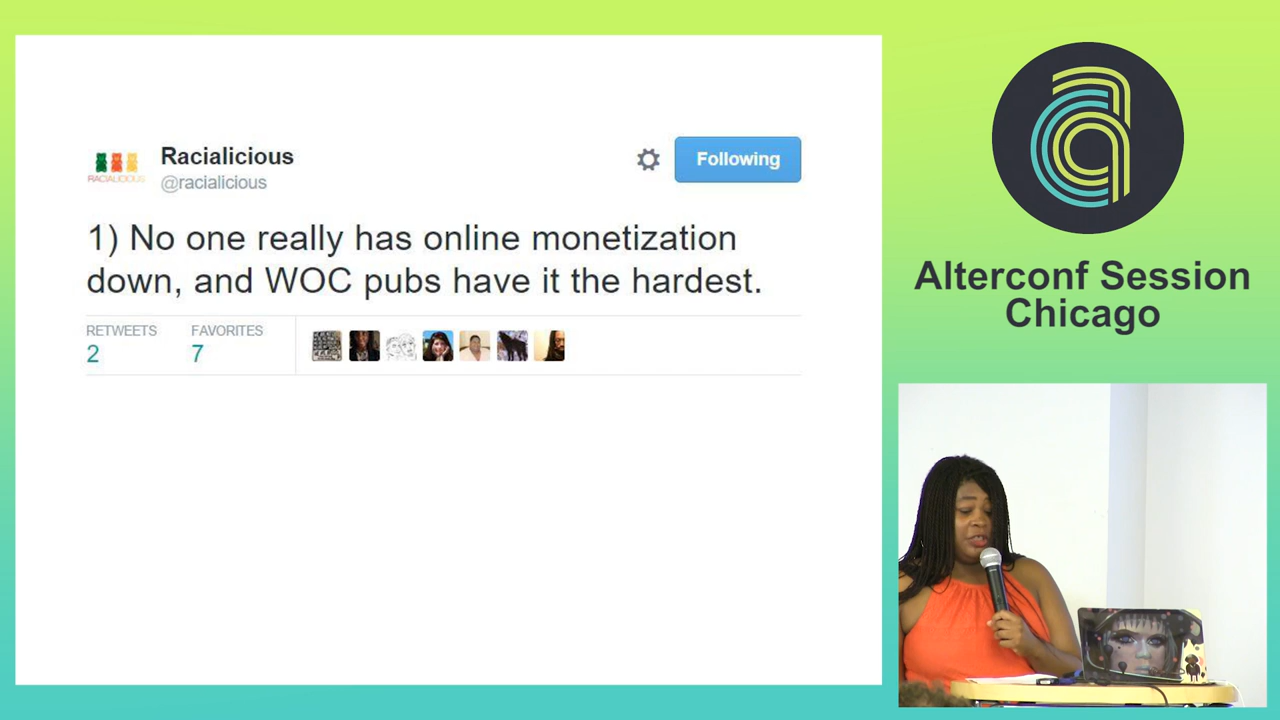 Racialicious
@racialicious
Following
RACIALICIOUS
1) No one really has online monetization
down, and WOC pubs have it the hardest.
RETWEETS FAVORITES
2 7
Alterconf Session
Chicago